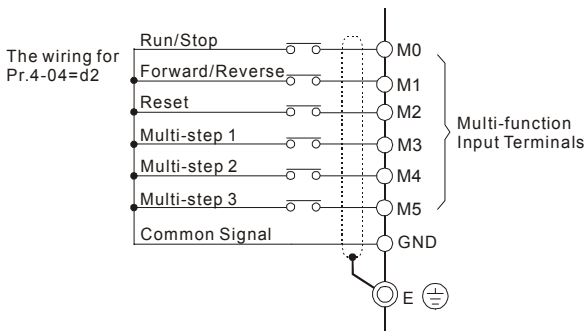 Run/Stop
M0
The wiring for
Pr.4-04=d2
Forward/Reverse
M1
Reset
M2
Multi-step 1
M3
Multi-function
Input Terminals
Multi-step 2
M4
Multi-step 3
M5
Common Signal
GND
E